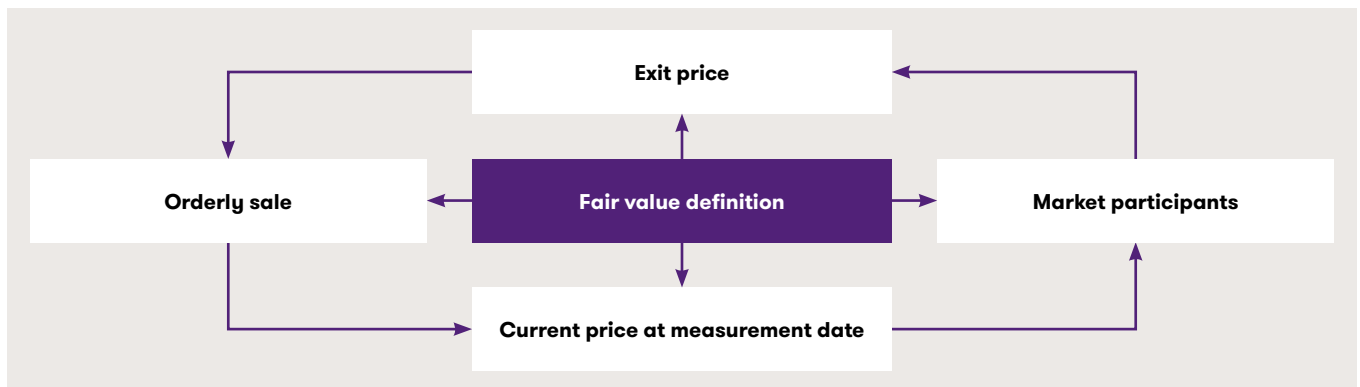 Exit price
Orderly sale
Fair value definition
Market participants
Current price at measurement date